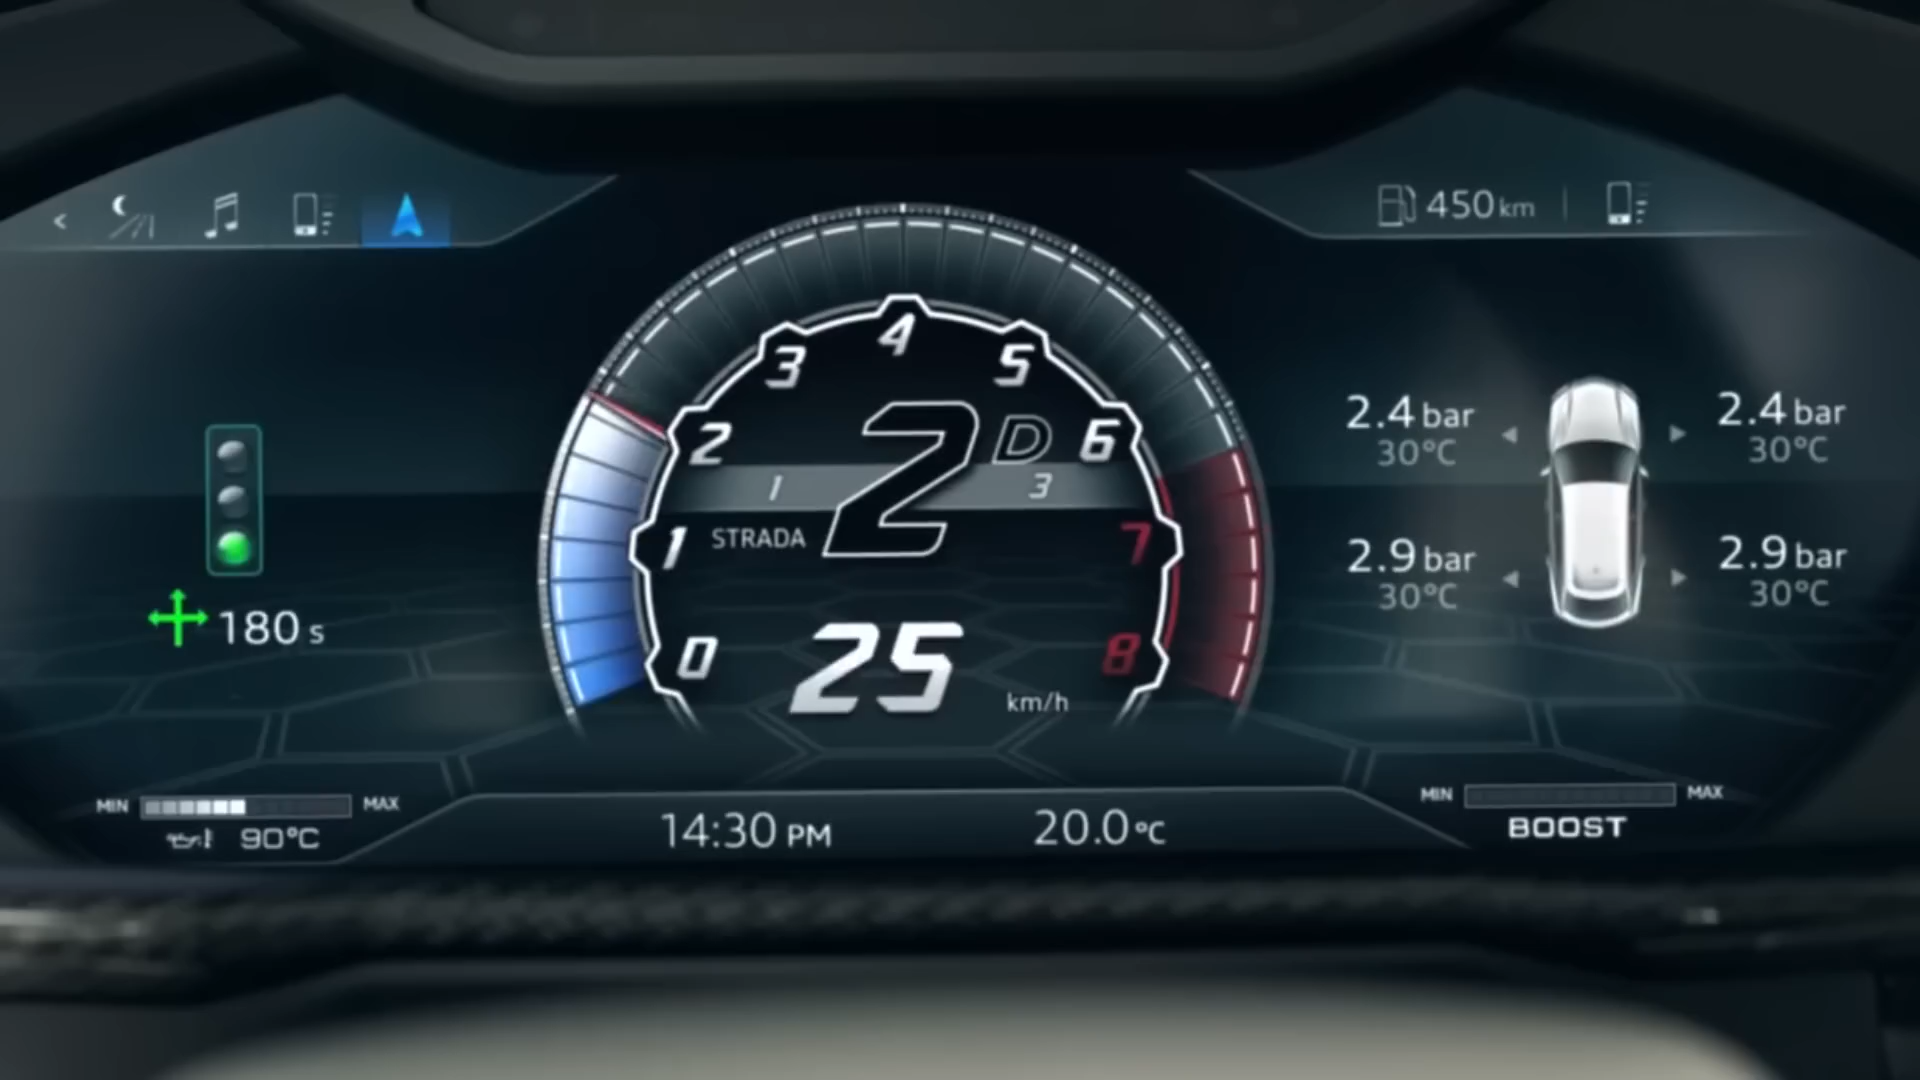 <
450 km
4
3
5
2
2
D
6
1
3
1
STRADA
7
0
25
km/h
8
180 s
2.4 bar
30°C
2.4 bar
30°C
2.9 bar
30°C
2.9 bar
30°C
MIN
MAX
90°C
14:30 PM
20.0 °C
MIN
MAX
BOOST